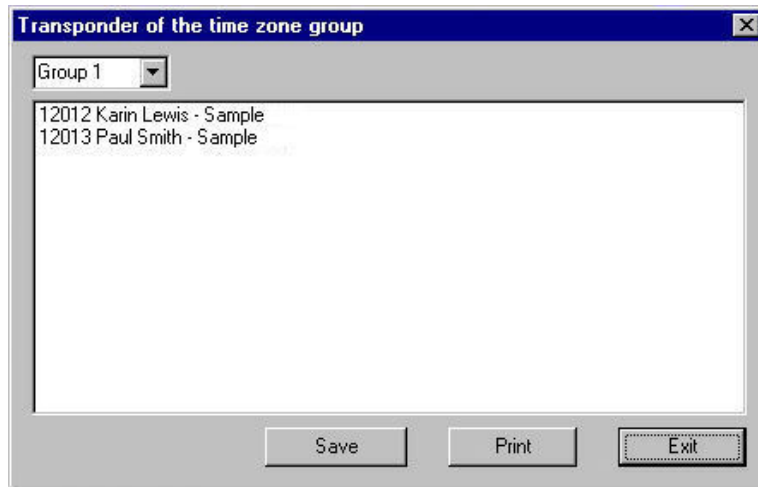 Transponder of the time zone group
Group 1
12012 Karin Lewis - Sample
12013 Paul Smith - Sample
Save Print Exit